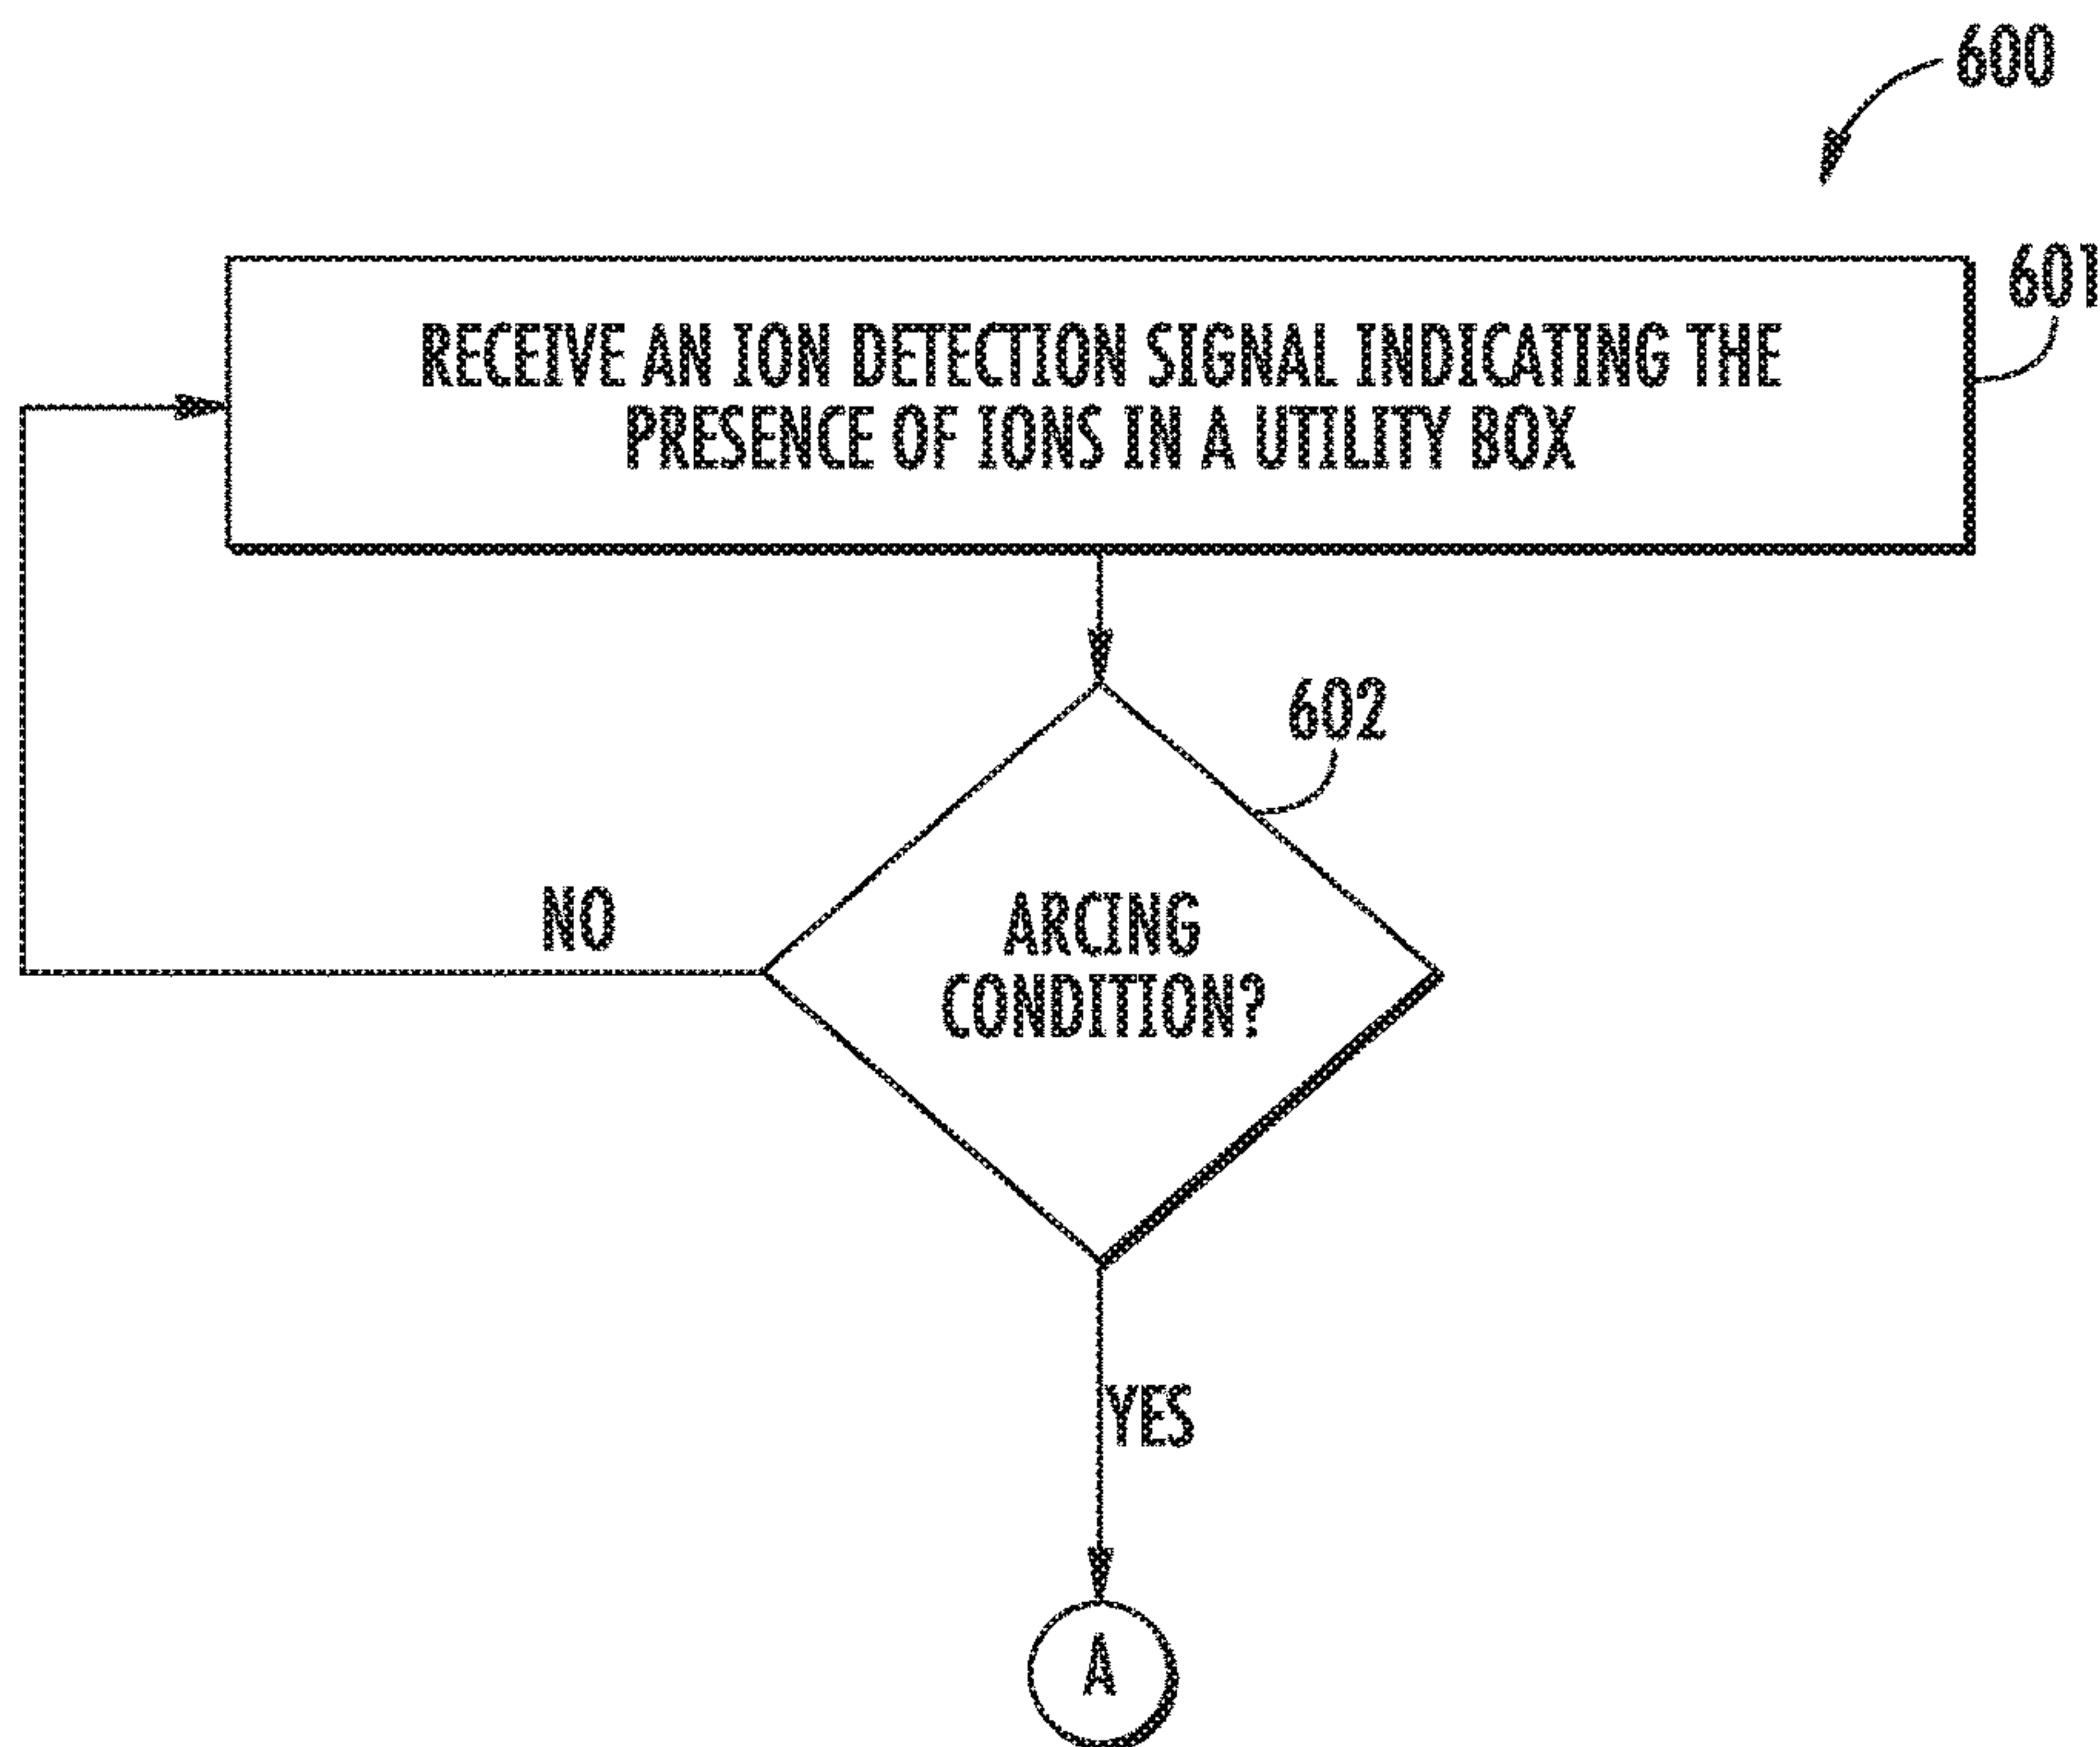 600
601
RECEIVE AN ION DETECTION SIGNAL INDICATING THE
PRESENCE OF IONS IN A UTILITY BOX
602
NO
ARCING
CONDITION?
YES
A